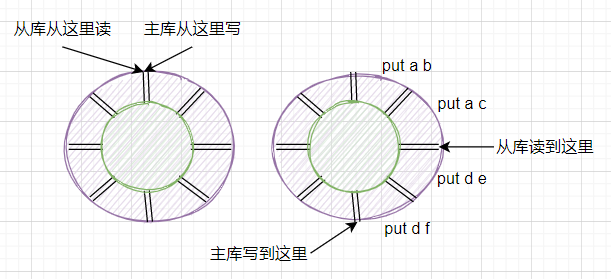 从库从这里读
主库从这里写
put a b
put a c
从库读到这里
put d e
put d f
主库写到这里